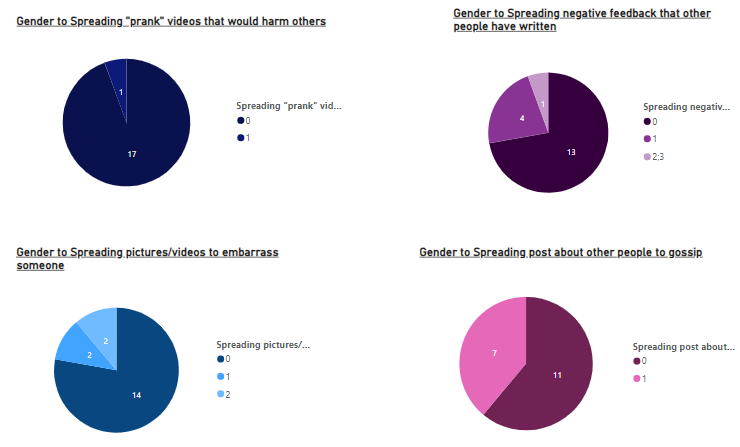 Gender to Spreading "prank" videos that would harm others
Spreading "prank" vid...
0
1
1
17
Gender to Spreading negative feedback that other
people have written
Spreading negativ...
0
1
2;3
1
4
13
Gender to Spreading pictures/videos to embarrass
someone
Spreading pictures/...
0
1
2
2
2
14
Gender to Spreading post about other people to gossip
Spreading post about...
0
1
7
11